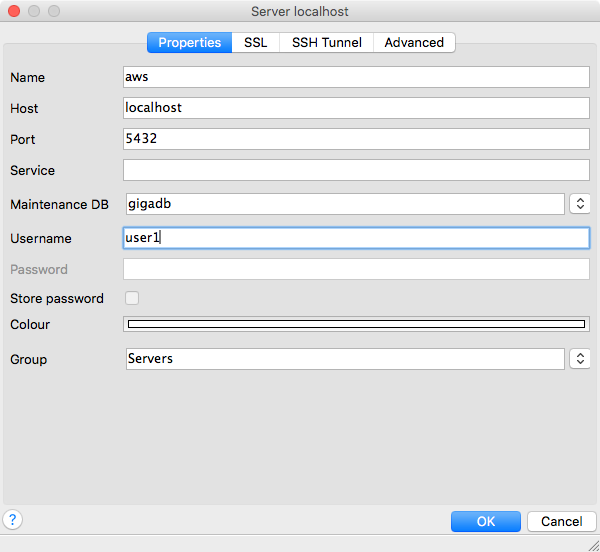 Server localhost
Properties SSL SSH Tunnel Advanced
Name aws
Host localhost
Port 5432
Service
Maintenance DB gigadb
Username user1
Password
Store password
Colour
Group Servers
? OK Cancel